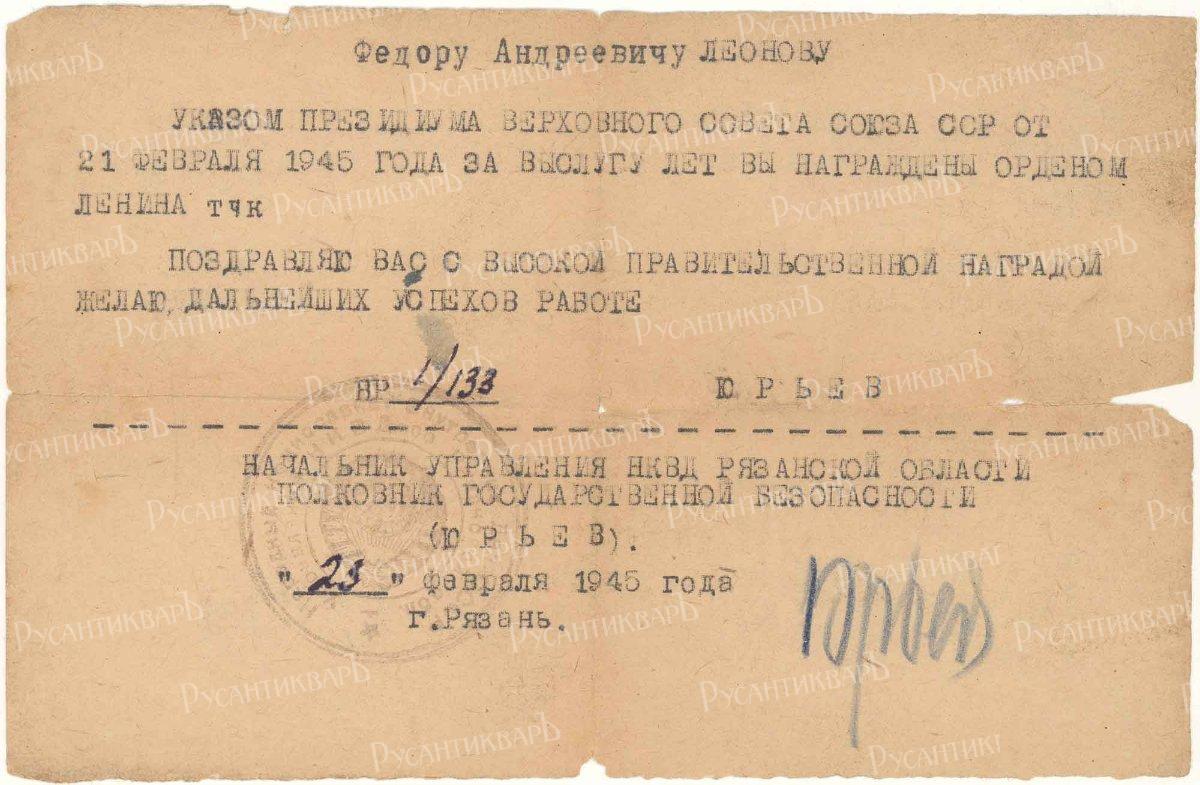 Федору Андреевичу ЛЕОНОВУ
УКАЗОМ ПРЕЗИДИУМА ВЕРХОВНОГО СОВЕТА СОЮЗА ССР ОТ
21 ФЕВРАЛЯ 1945 ГОДА ЗА ВЫСЛУГУ ЛЕТ ВЫ НАГРАЖДЕНЫ ОРДЕНОМ
ЛЕНИНА тчк
ПОЗДРАВЛЯЮ ВАС С ВЫСОКОЙ ПРАВИТЕЛЬСТВЕННОЙ НАГРАДОЙ
ЖЕЛАЮ ДАЛЬНЕЙШИХ УСПЕХОВ РАБОТЕ
НР 1/133 ЮРЬЕВ
НАЧАЛЬНИК УПРАВЛЕНИЯ НКВД РЯЗАНСКОЙ ОБЛАСТИ
ПОЛКОВНИК ГОСУДАРСТВЕННОЙ БЕЗОПАСНОСТИ
(ЮРЬЕВ).
"23" февраля 1945 года
г.Рязань.
Юрьев
РУСАНТИКВАРЪ